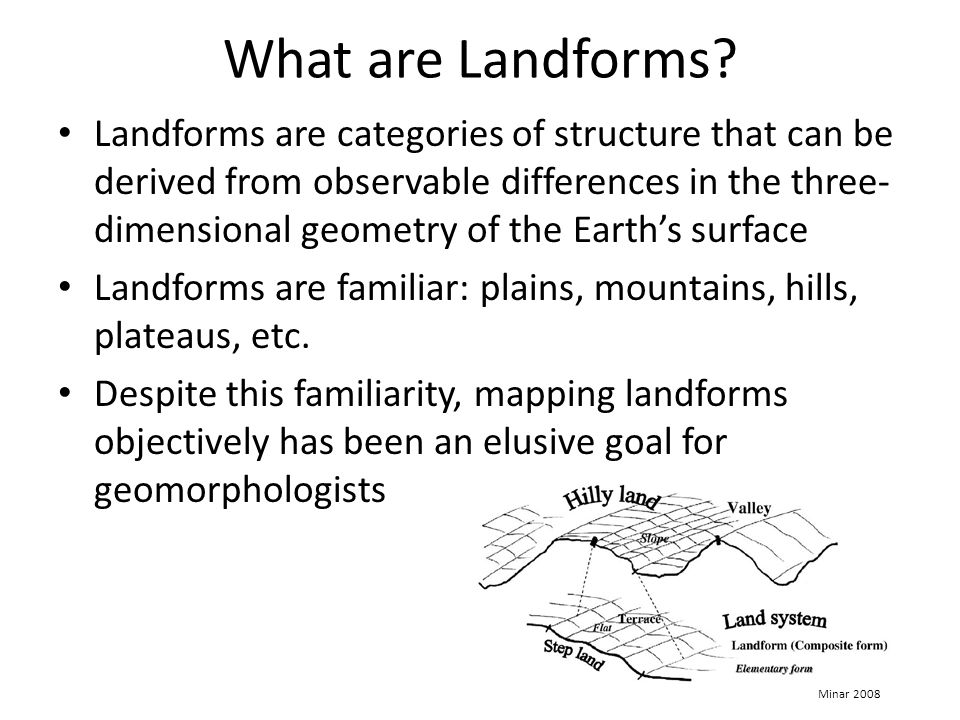 What are Landforms?
• Landforms are categories of structure that can be
derived from observable differences in the three-
dimensional geometry of the Earth’s surface
• Landforms are familiar: plains, mountains, hills,
plateaus, etc.
• Despite this familiarity, mapping landforms
objectively has been an elusive goal for
geomorphologists
Hilly land
Valley
Slope
Terrace
Flat
Step land
Land system
Landform (Composite form)
Elementary form
Minar 2008